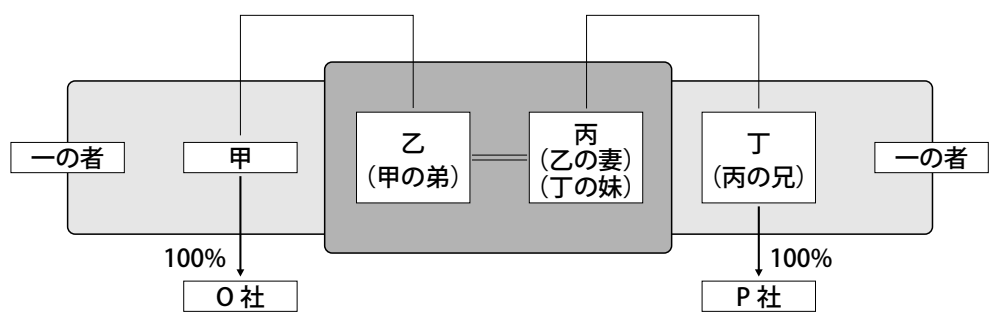 一の者
甲
乙
（甲の弟）
丙
（乙の妻）
（丁の妹）
丁
（丙の兄）
一の者
100%
100%
O 社
P 社